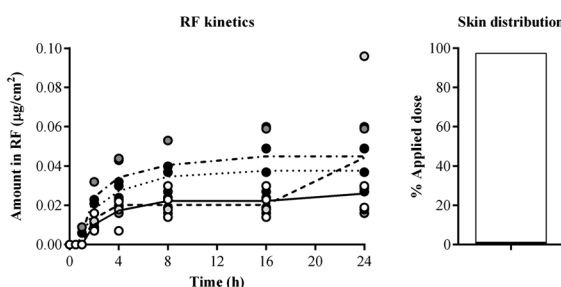 RF kinetics
Amount in RF (µg/cm²)
0.10
0.08
0.06
0.04
0.02
0.00
0 4 8 12 16 20 24
Time (h)
Skin distribution
% Applied dose
100
80
60
40
20
0